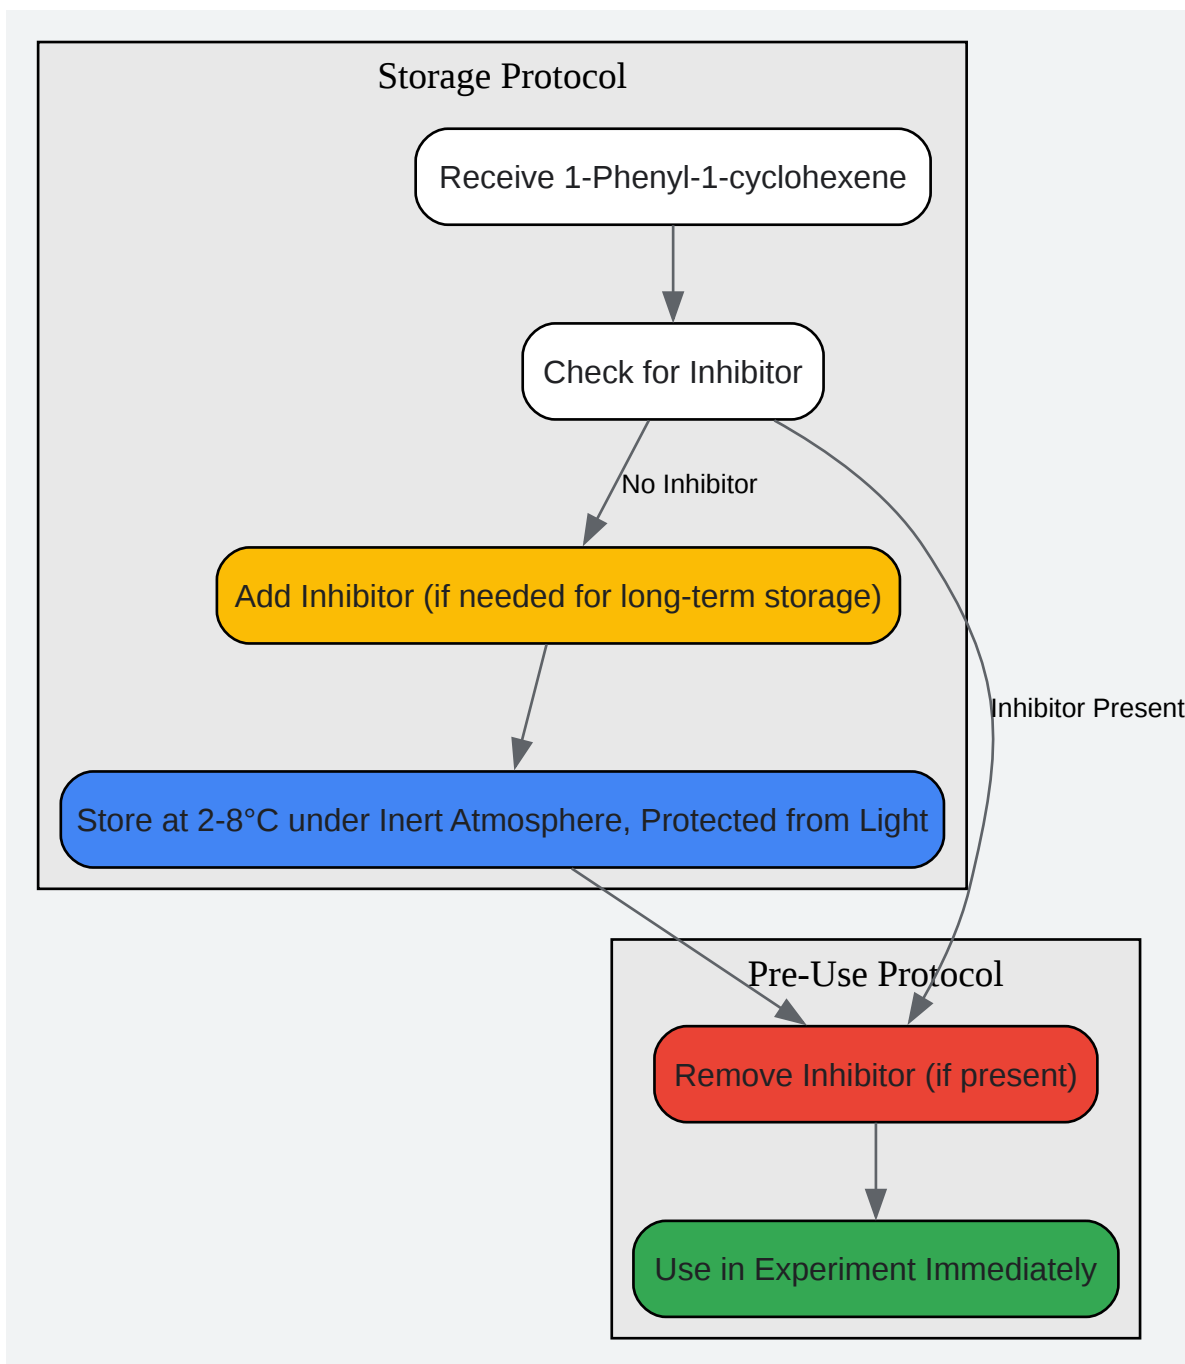 Storage Protocol
Receive 1-Phenyl-1-cyclohexene
Check for Inhibitor
No Inhibitor
Add Inhibitor (if needed for long-term storage)
Inhibitor Present
Store at 2-8°C under Inert Atmosphere, Protected from Light
Pre-Use Protocol
Remove Inhibitor (if present)
Use in Experiment Immediately